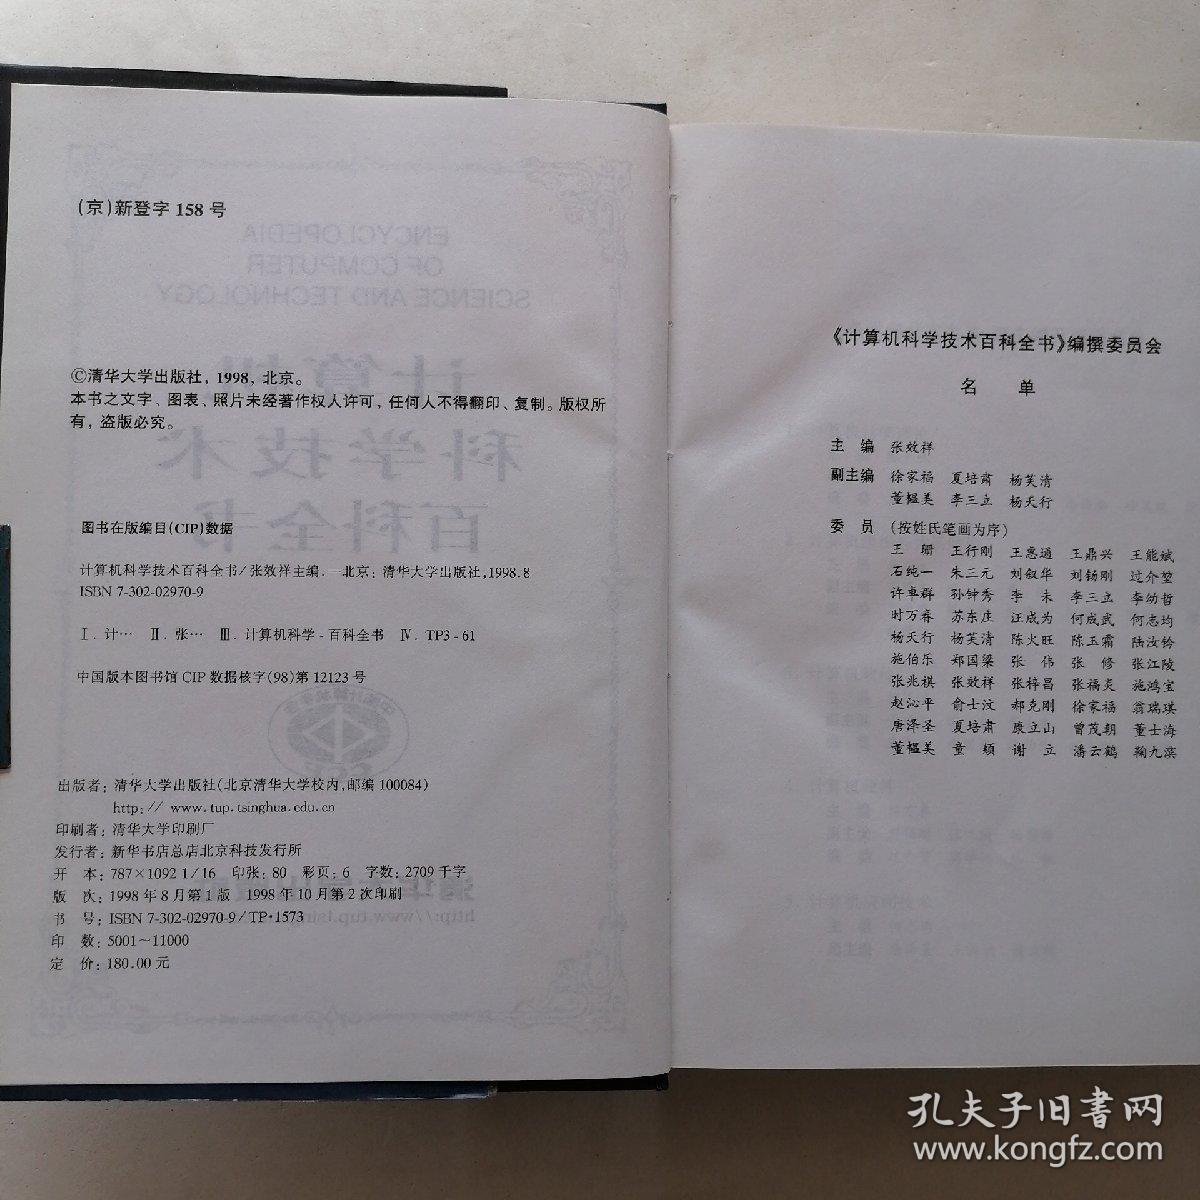 (京)新登字 158 号
©清华大学出版社, 1998, 北京。
本书之文字、图表、照片未经著作权人许可, 任何人不得翻印、复制。版权所
有, 盗版必究。
图书在版编目(CIP)数据
计算机科学技术百科全书/张效祥主编. —北京: 清华大学出版社, 1998.8
ISBN 7-302-02970-9
Ⅰ. 计… Ⅱ. 张… Ⅲ. 计算机科学-百科全书 Ⅳ. TP3-61
中国版本图书馆 CIP 数据核字(98)第 12123 号
出版者: 清华大学出版社(北京清华大学校内, 邮编 100084)
http:// www.tup.tsinghua.edu.cn
印刷者: 清华大学印刷厂
发行者: 新华书店总店北京科技发行所
开 本: 787×1092 1/16 印张: 80 彩页: 6 字数: 2709 千字
版 次: 1998 年 8 月第 1 版 1998 年 10 月第 2 次印刷
书 号: ISBN 7-302-02970-9/TP·1573
印 数: 5001~11000
定 价: 180.00 元
《计算机科学技术百科全书》编撰委员会
名 单
主 编 张效祥
副主编 徐家福 夏培肃 杨芙清
董韫美 李三立 杨天行
委 员 (按姓氏笔画为序)
王 珊 王行刚 王惠通 王鼎兴 王能斌
石纯一 朱三元 刘叙华 刘锡刚 过介堃
许卓群 孙钟秀 李 未 李三立 李幼哲
时万春 苏东庄 汪成为 何成武 何志均
杨天行 杨芙清 陈火旺 陈玉霜 陆汝钤
施伯乐 郑国梁 张 伟 张 修 张江陵
张兆祺 张效祥 张梓昌 张福炎 施鸿宝
赵沁平 俞士汶 郝克刚 徐家福 翁瑞琪
唐泽圣 夏培肃 康立山 曾茂朝 董士海
董韫美 童 頫 谢 立 潘云鹤 鞠九滨
孔夫子旧书网
www.kongfz.com